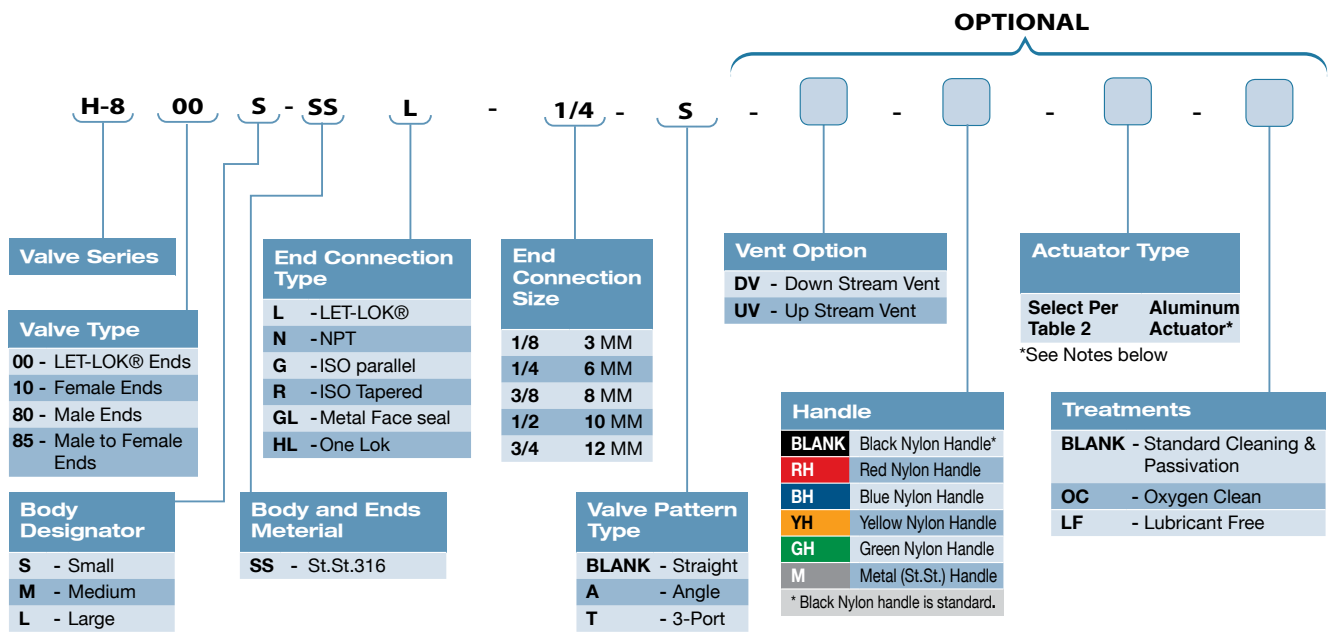 OPTIONAL
H-8 00 S - SS L - 1/4 - S - - - -
Valve Series
Valve Type
00 - LET-LOK® Ends
10 - Female Ends
80 - Male Ends
85 - Male to Female
Ends
Body
Designator
S - Small
M - Medium
L - Large
End Connection
Type
L -LET-LOK®
N -NPT
G -ISO parallel
R -ISO Tapered
GL -Metal Face seal
HL -One Lok
Body and Ends
Meterial
SS - St.St.316
End
Connection
Size
1/8 3 MM
1/4 6 MM
3/8 8 MM
1/2 10 MM
3/4 12 MM
Valve Pattern
Type
BLANK - Straight
A - Angle
T - 3-Port
Vent Option
DV - Down Stream Vent
UV - Up Stream Vent
Handle
BLANK Black Nylon Handle*
RH Red Nylon Handle
BH Blue Nylon Handle
YH Yellow Nylon Handle
GH Green Nylon Handle
M Metal (St.St.) Handle
* Black Nylon handle is standard.
Actuator Type
Select Per Aluminum
Table 2 Actuator*
*See Notes below
Treatments
BLANK - Standard Cleaning &
Passivation
OC - Oxygen Clean
LF - Lubricant Free